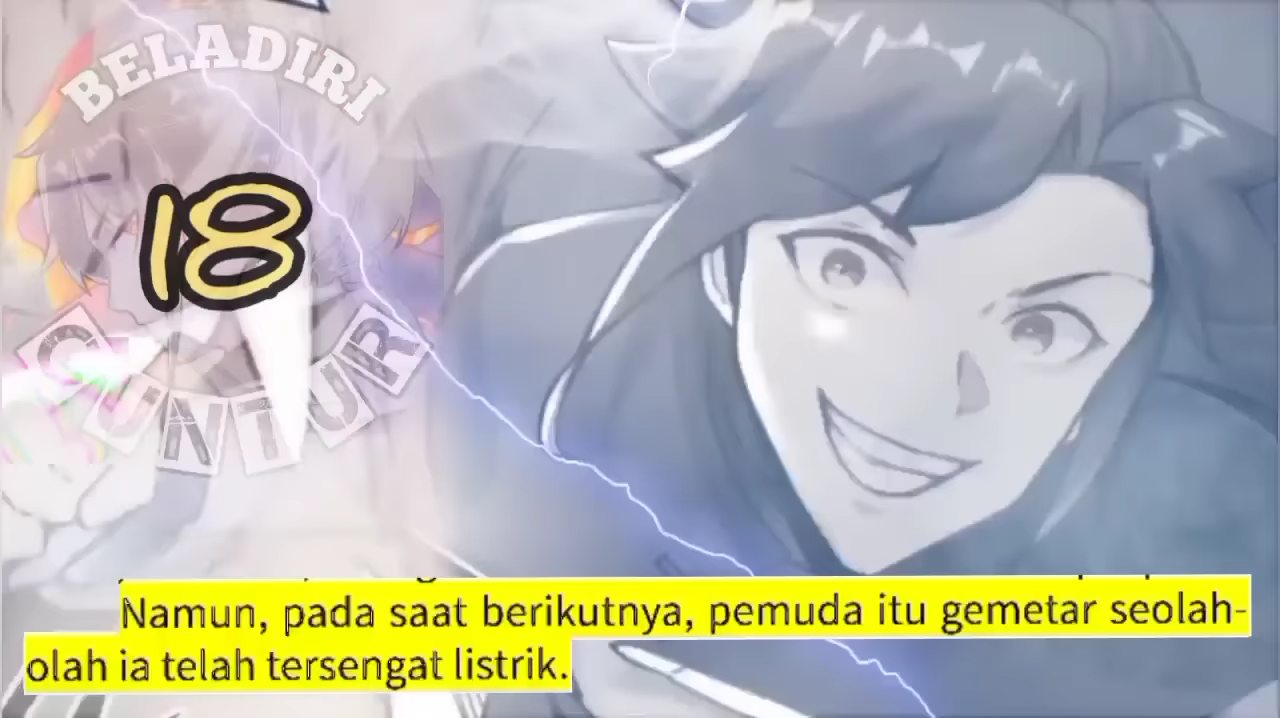 BELADIRI
18
GUNTUR
Namun, pada saat berikutnya, pemuda itu gemetar seolah-
olah ia telah tersengat listrik.